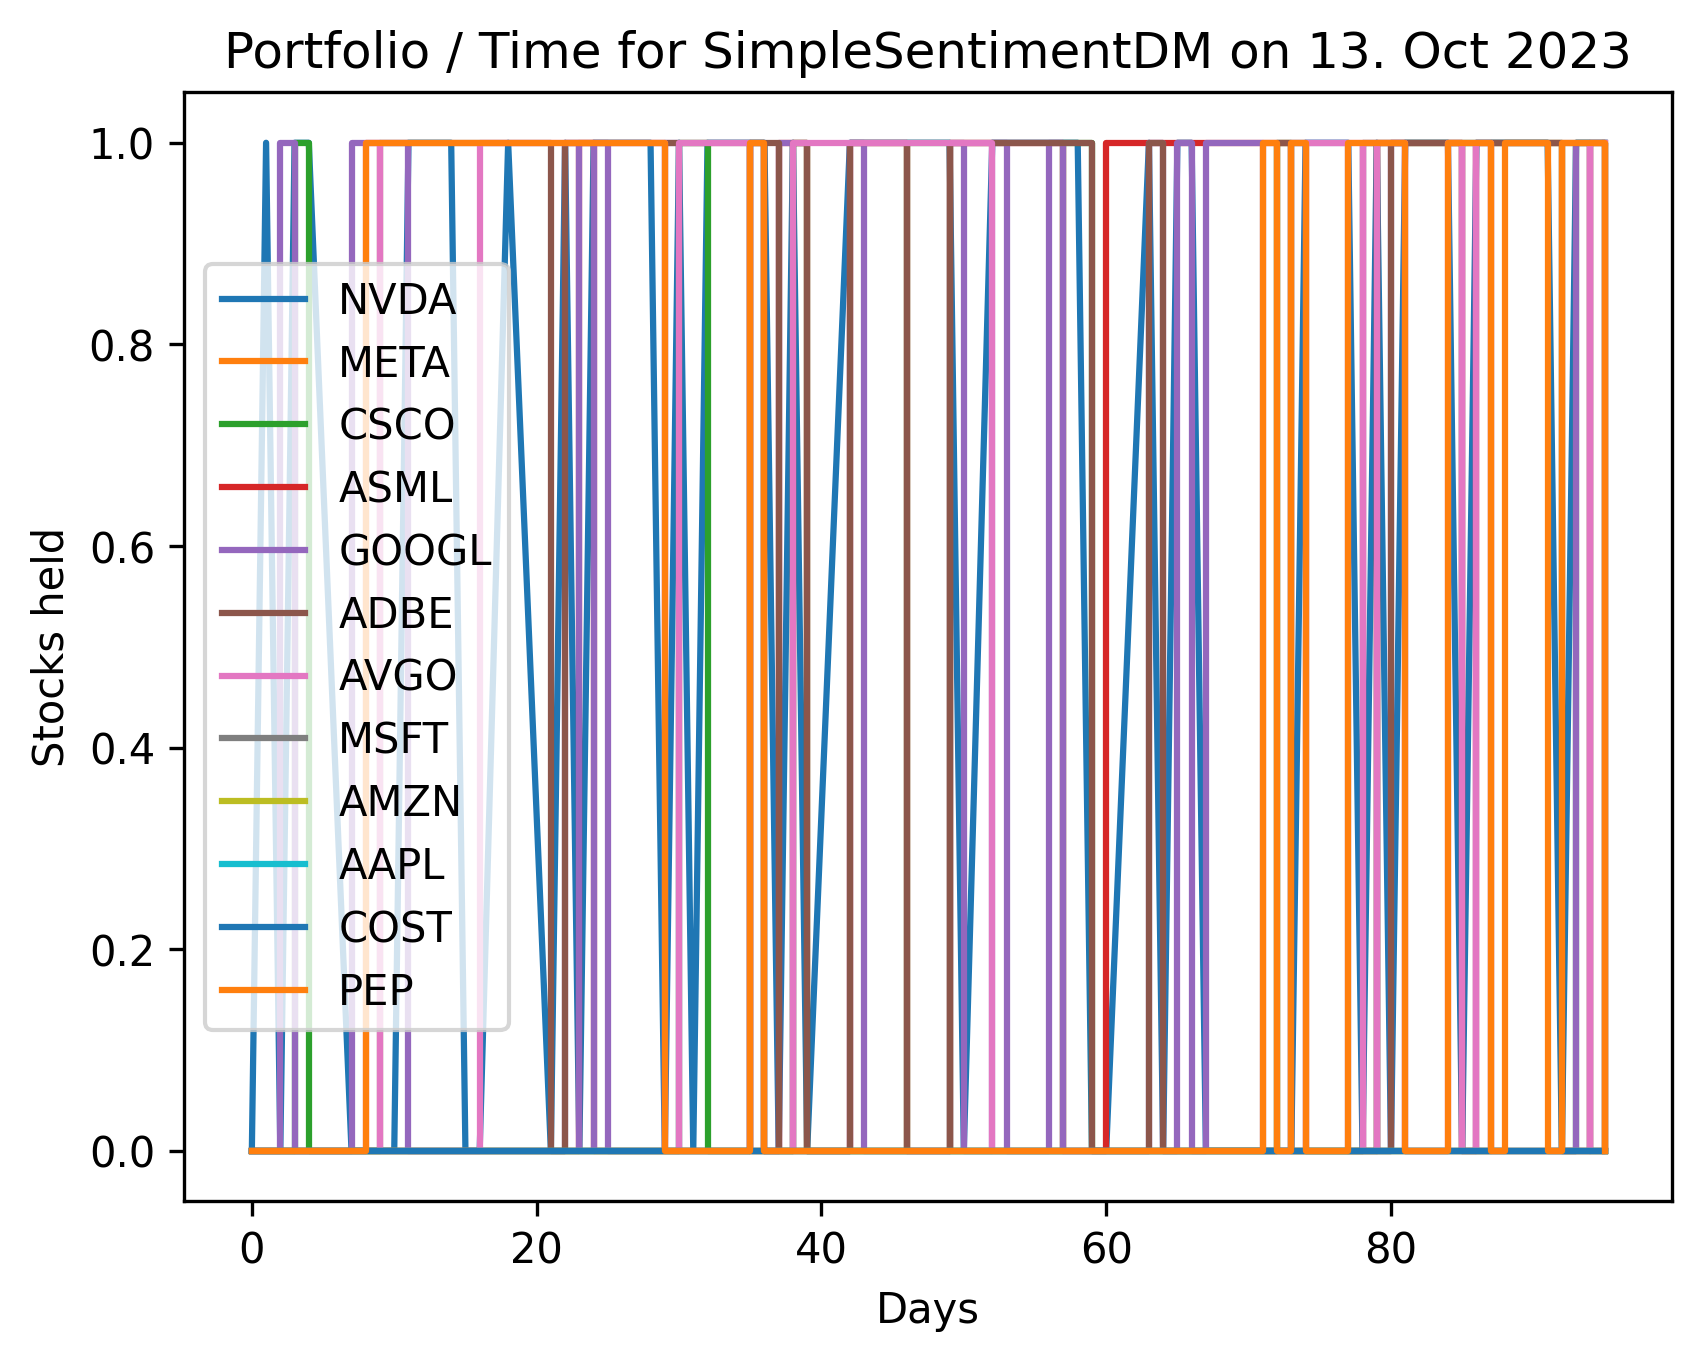 Portfolio / Time for SimpleSentimentDM on 13. Oct 2023
1.0
0.8
0.6
0.4
0.2
0.0
Stocks held
NVDA
META
CSCO
ASML
GOOGL
ADBE
AVGO
MSFT
AMZN
AAPL
COST
PEP
0 20 40 60 80
Days